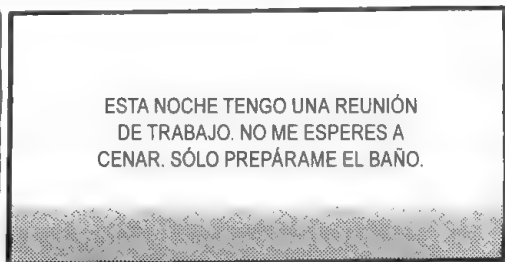 ESTA NOCHE TENGO UNA REUNIÓN
DE TRABAJO. NO ME ESPERES A
CENAR. SÓLO PREPÁRAME EL BAÑO.